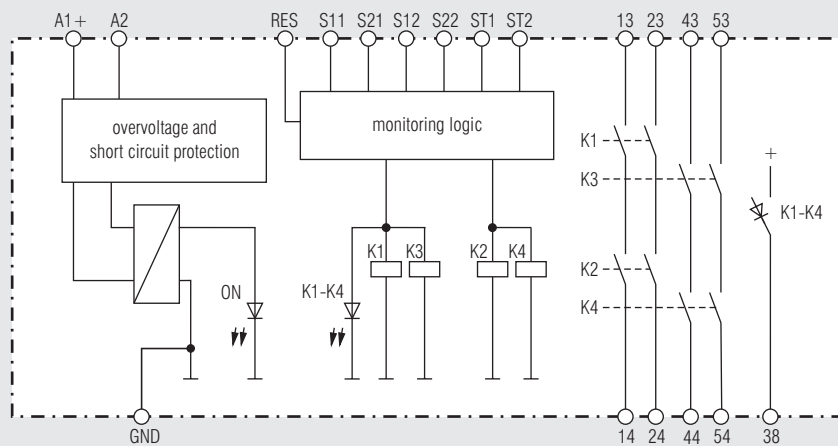 A1+ A2 RES S11 S21 S12 S22 ST1 ST2 13 23 43 53
overvoltage and
short circuit protection
monitoring logic
K1
K3
+
K1-K4
K1 K3 K2 K4
K2
ON K1-K4
K4
GND 14 24 44 54 38